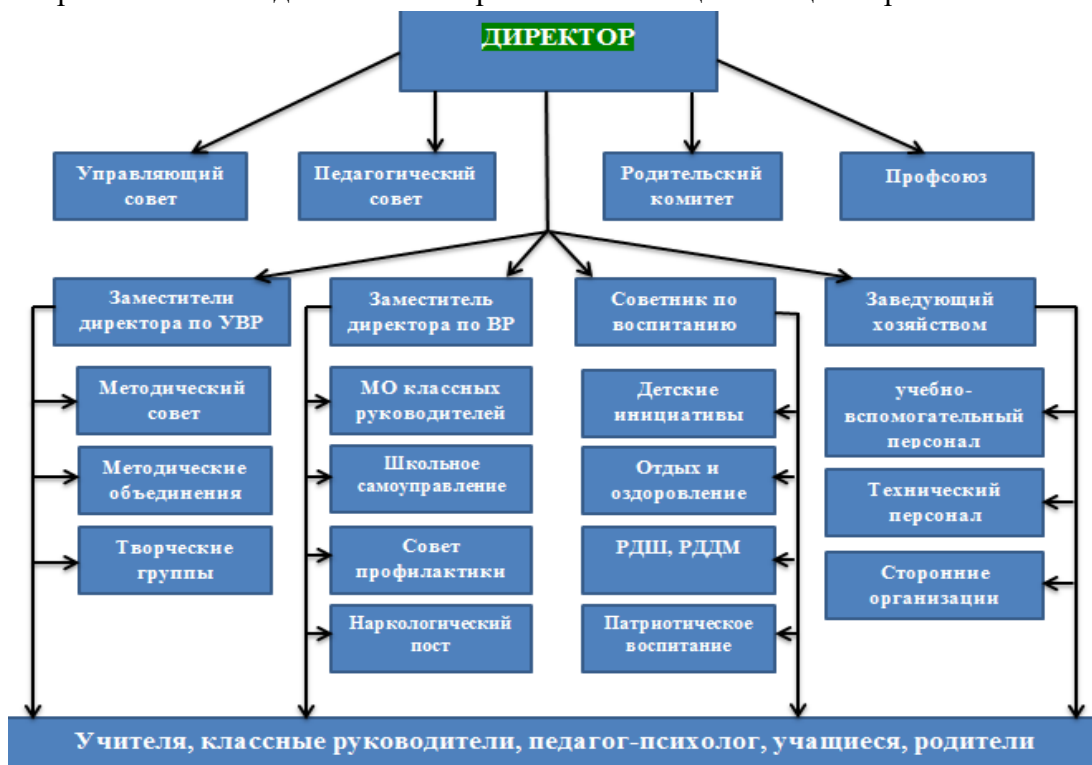 ДИРЕКТОР
Управляющий
совет
Педагогический
совет
Родительский
комитет
Профсоюз
Заместители
директора по УВР
Заместитель
директора по ВР
Советник по
воспитанию
Заведующий
хозяйством
Методический
совет
МО классных
руководителей
Детские
инициативы
учебно-
вспомогательный
персонал
Методические
объединения
Школьное
самоуправление
Отдых и
оздоровление
Технический
персонал
Творческие
группы
Совет
профилактики
РДШ, РДДМ
Сторонние
организации
Наркологический
пост
Патриотическое
воспитание
Учителя, классные руководители, педагог-психолог, учащиеся, родители